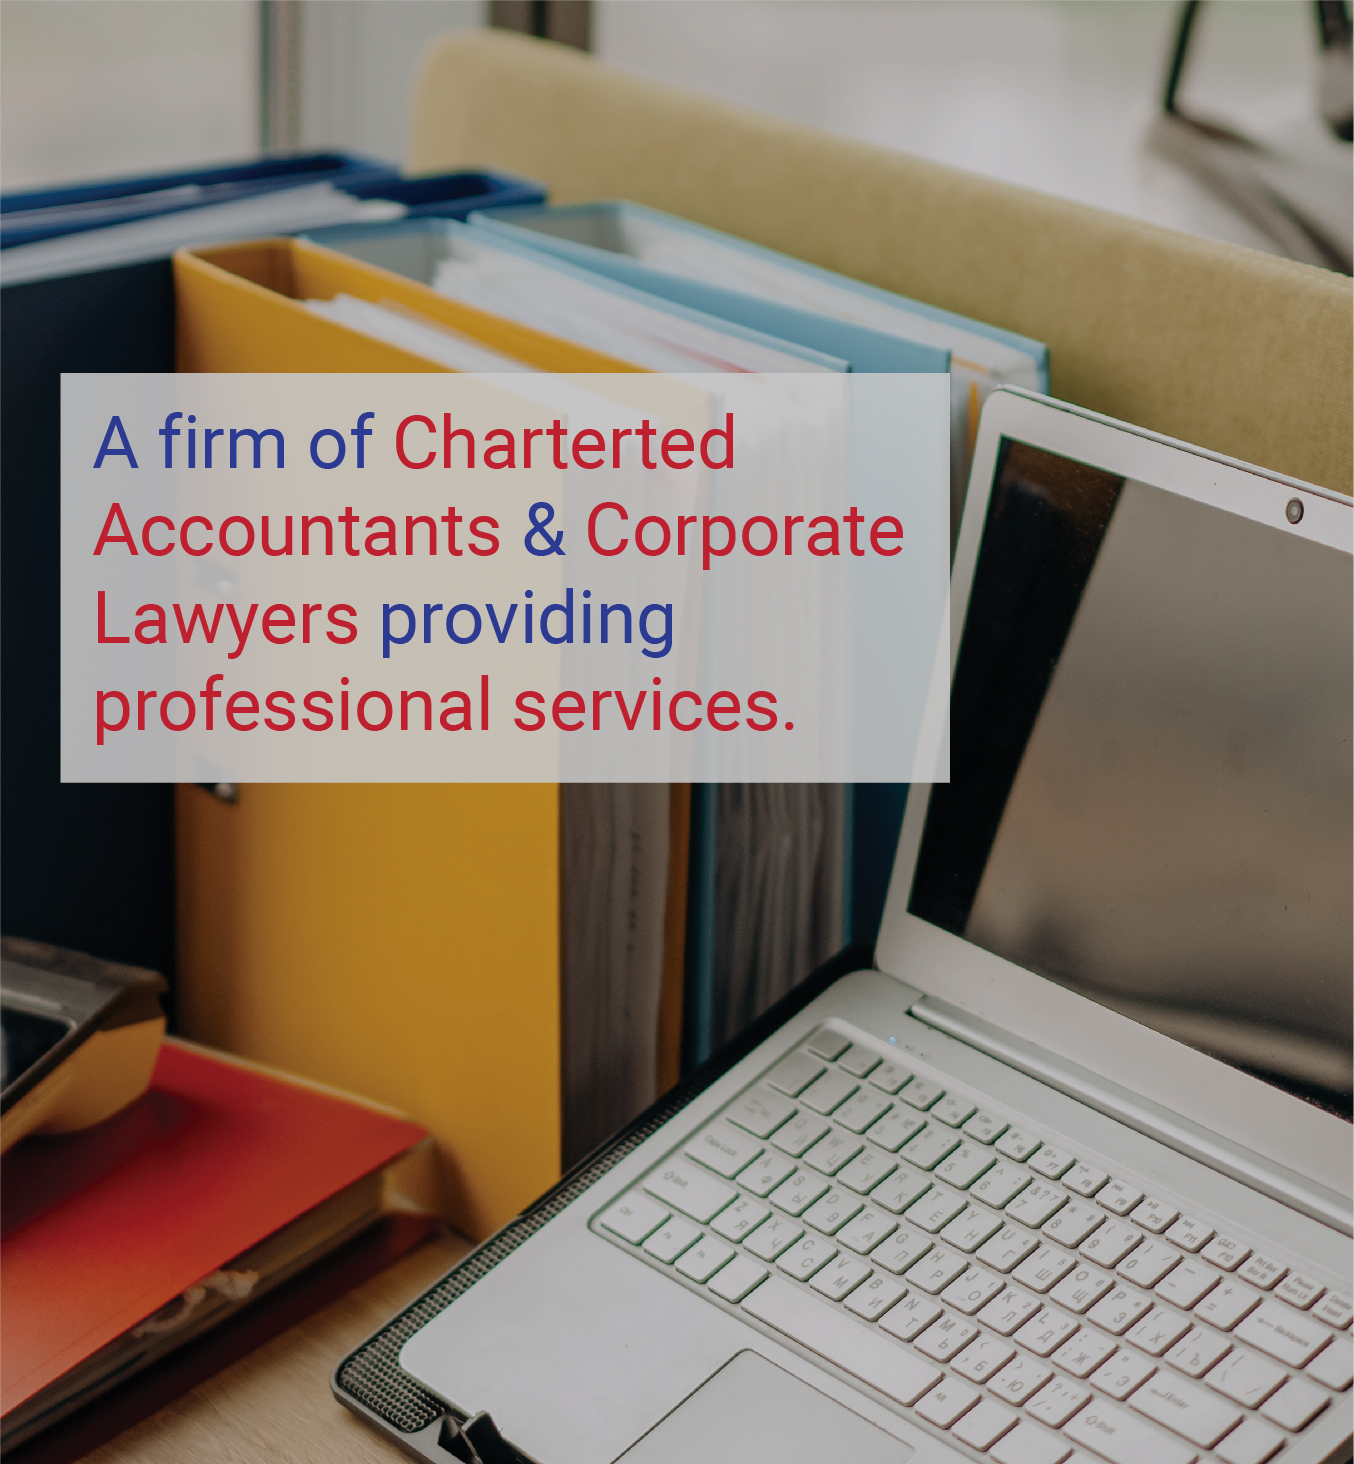 A firm of Charterted
Accountants & Corporate
Lawyers providing
professional services.